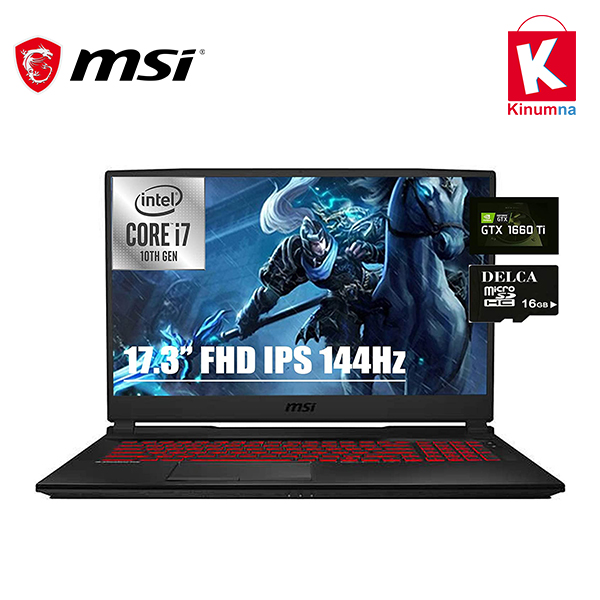 msi
K
Kinumna
intel
CORE i7
10TH GEN
GTX
GTX 1660 Ti
DELCA
micro
SD
HC 16GB
17.3" FHD IPS 144Hz
msi